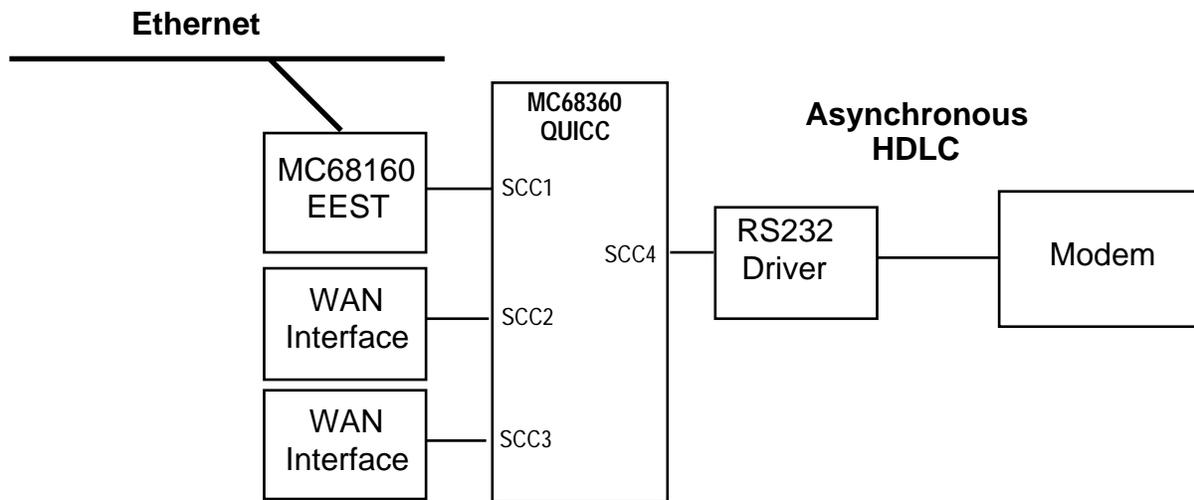 Ethernet
MC68360
QUICC
Asynchronous
HDLC
MC68160
EEST
SCC1
RS232
Driver
SCC4
Modem
WAN
Interface
SCC2
WAN
Interface
SCC3